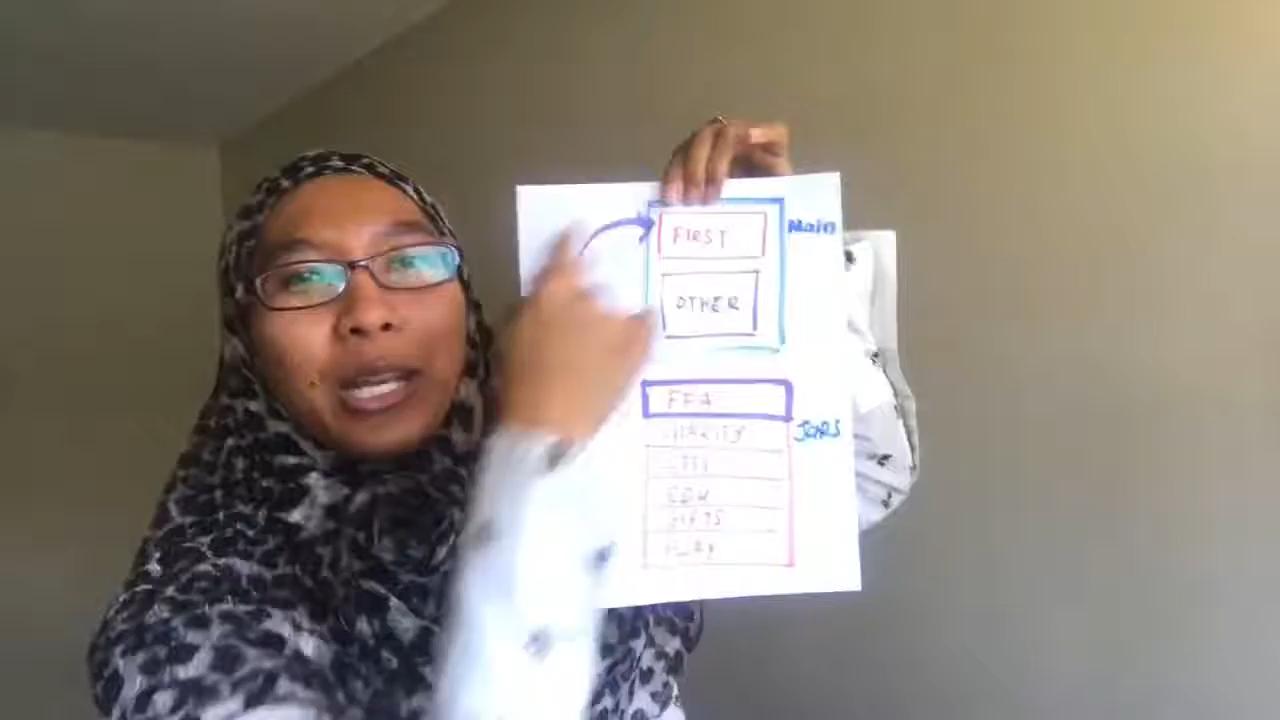 FIRST
Main
OTHER
FFA
CHARITY
JARS
EDU
GIFTS
PLAY